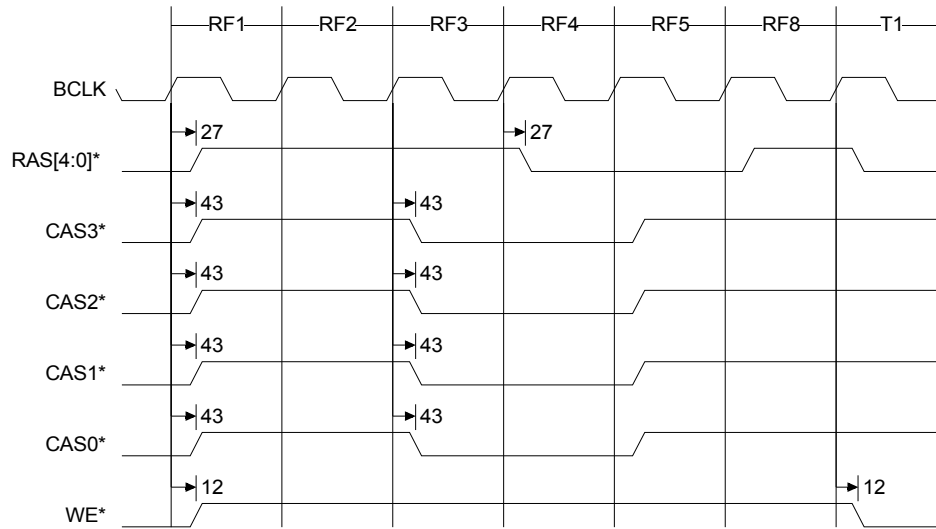 RF1 RF2 RF3 RF4 RF5 RF8 T1
BCLK
27 27
RAS[4:0]*
43 43
CAS3*
43 43
CAS2*
43 43
CAS1*
43 43
CAS0*
12 12
WE*